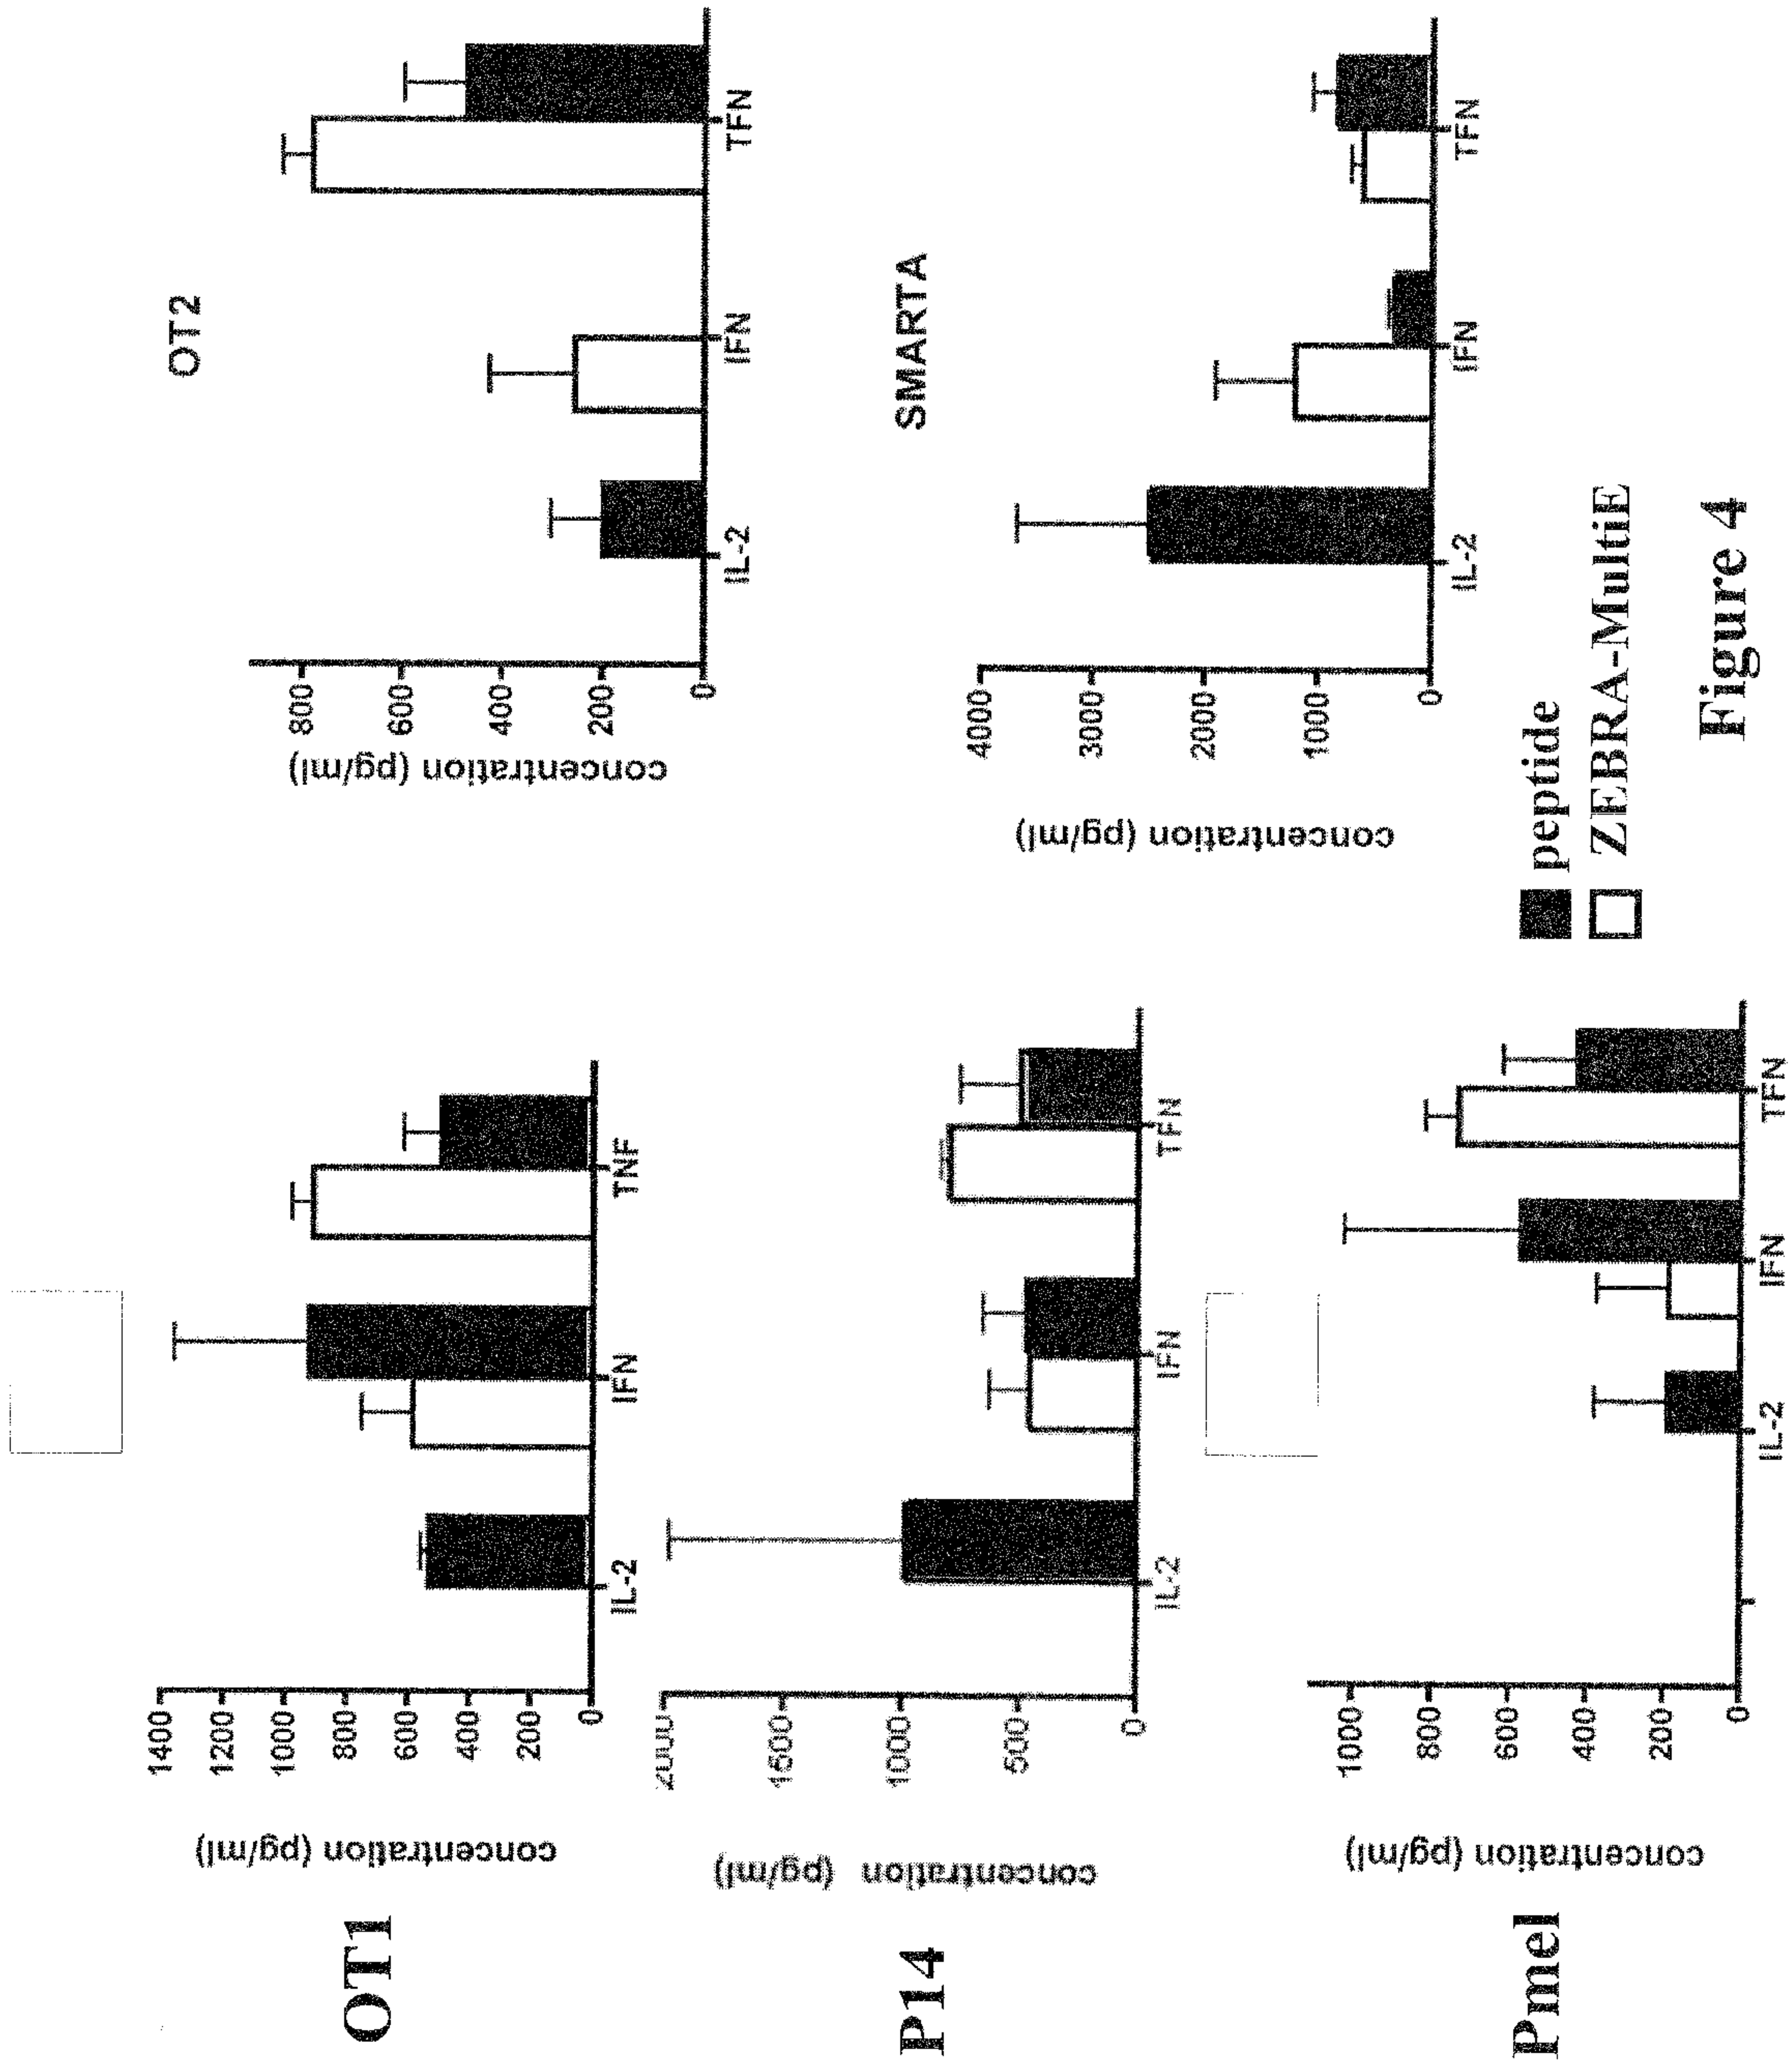 OT1
concentration (pg/ml)
1400
1200
1000
800
600
400
200
0
IL-2
IFN
TNF
P14
concentration (pg/ml)
2000
1500
1000
500
0
IL-2
IFN
TFN
Pmel
concentration (pg/ml)
1000
800
600
400
200
0
IL-2
IFN
TFN
OT2
concentration (pg/ml)
800
600
400
200
0
IL-2
IFN
TFN
SMARTA
concentration (pg/ml)
4000
3000
2000
1000
0
IL-2
IFN
TFN
peptide
ZEBRA-MultiE
Figure 4